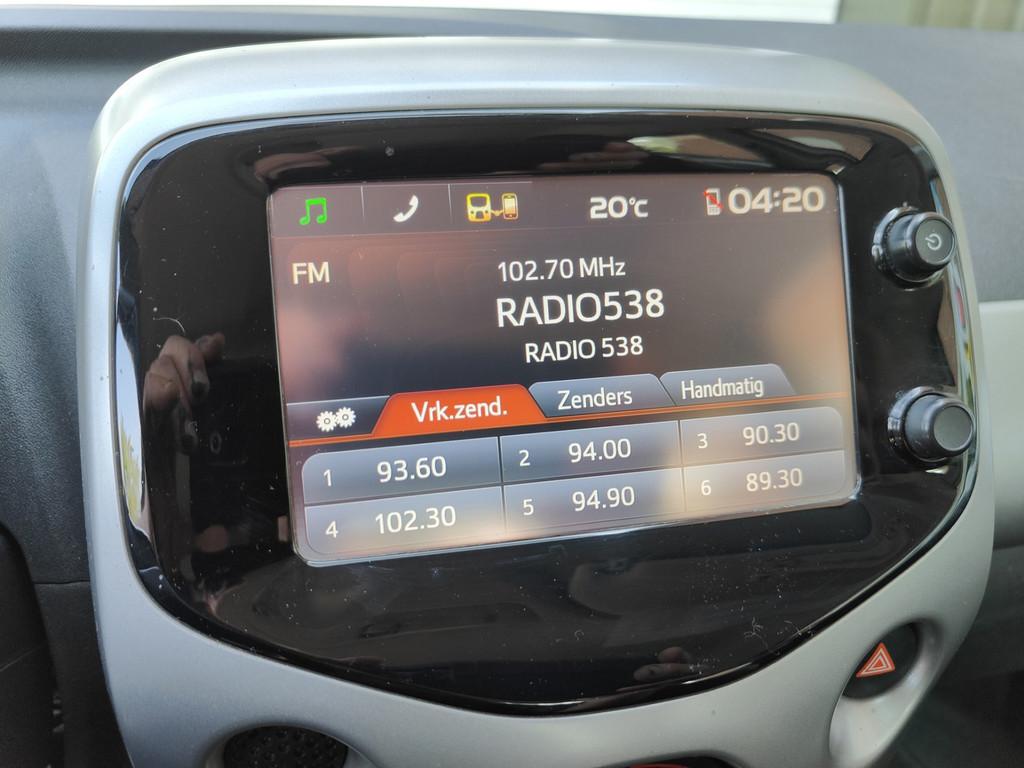 20°C 04:20
FM
102.70 MHz
RADIO538
RADIO 538
Vrk.zend. Zenders Handmatig
1 93.60 2 94.00 3 90.30
4 102.30 5 94.90 6 89.30